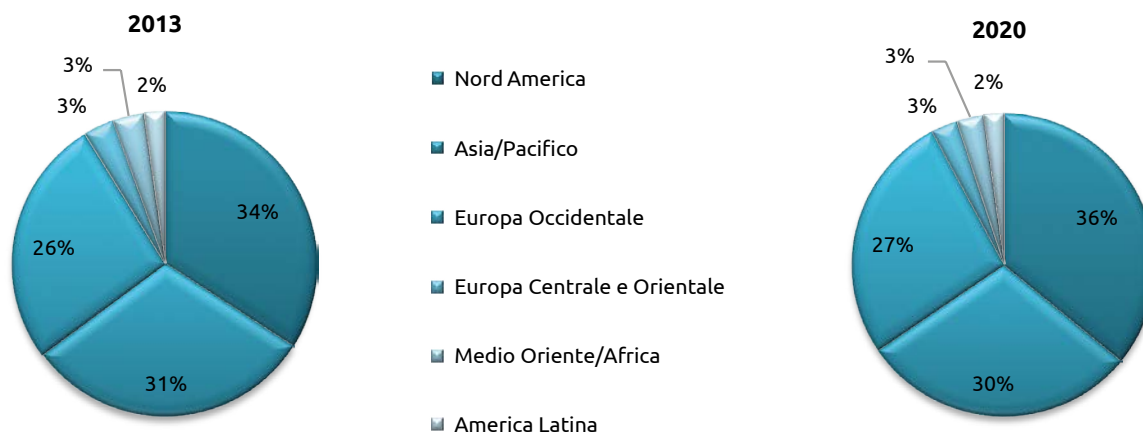 2013
3%
2%
3%
34%
26%
31%
Nord America
Asia/Pacifico
Europa Occidentale
Europa Centrale e Orientale
Medio Oriente/Africa
America Latina
2020
3%
2%
3%
36%
27%
30%